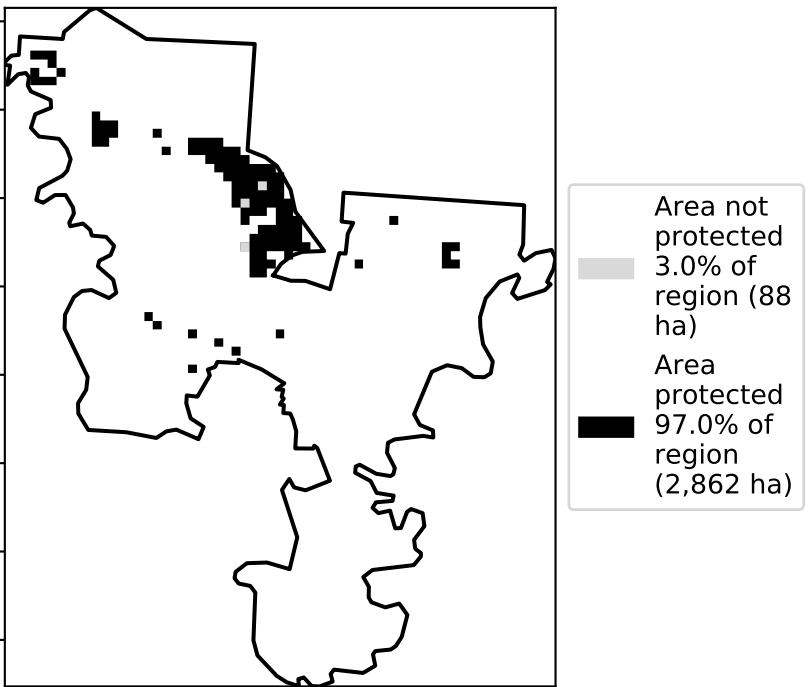 Area not
protected
3.0% of
region (88
ha)
Area
protected
97.0% of
region
(2,862 ha)